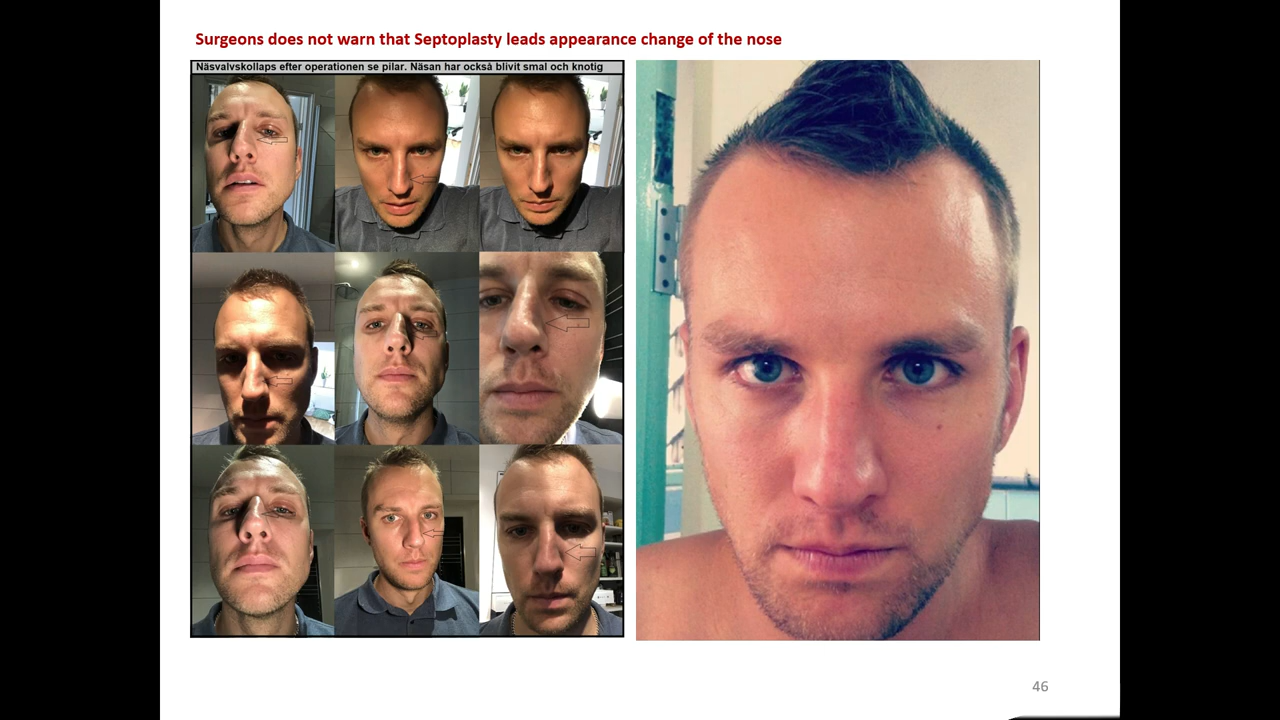 Surgeons does not warn that Septoplasty leads appearance change of the nose
Näsvalvskollaps efter operationen se pilar. Näsan har också blivit smal och knotig
46